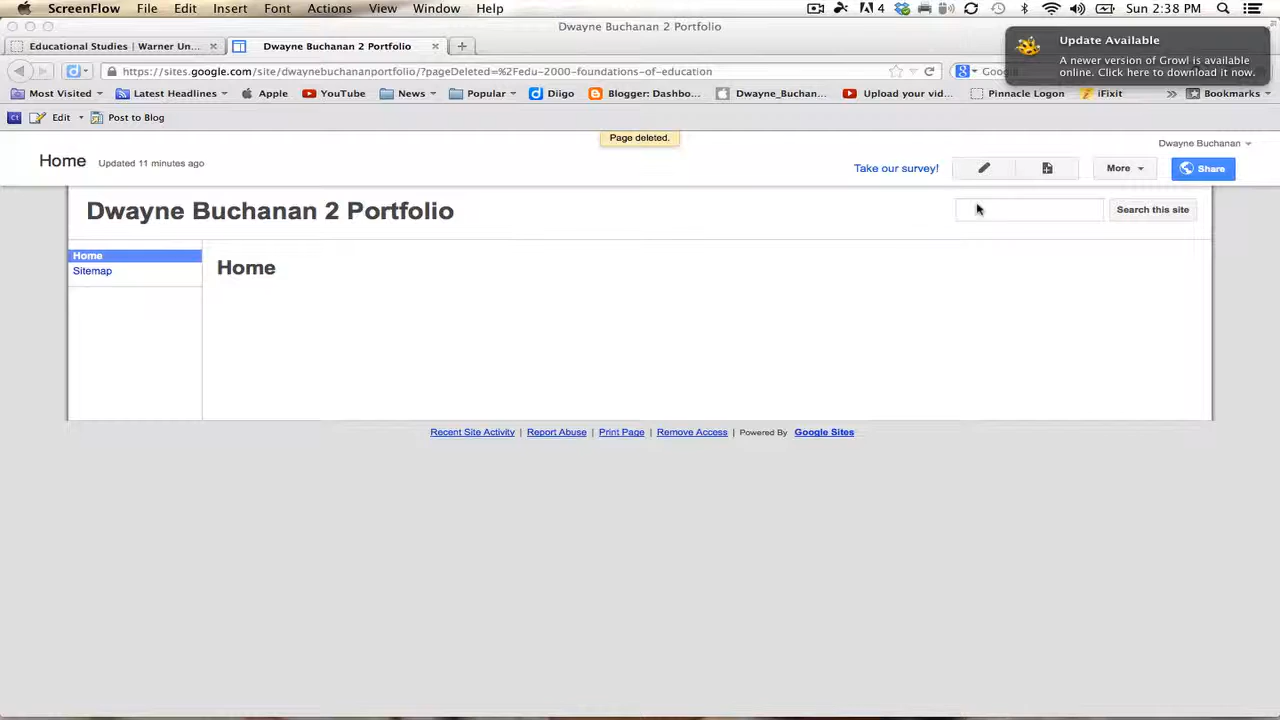 ScreenFlow File Edit Insert Font Actions View Window Help 4 Sun 2:38 PM
Dwayne Buchanan 2 Portfolio
Educational Studies | Warner Un... Dwayne Buchanan 2 Portfolio
Update Available
A newer version of Growl is available
online. Click here to download it now.
https://sites.google.com/site/dwaynebuchananportfolio/?pageDeleted=%2Fedu-2000-foundations-of-education
Most Visited Latest Headlines Apple YouTube News Popular Diigo Blogger: Dashbo... Dwayne_Buchan... Upload your vid... Pinnacle Logon iFixit » Bookmarks
Edit Post to Blog
Page deleted.
Dwayne Buchanan
Home Updated 11 minutes ago
Take our survey! More Share
Dwayne Buchanan 2 Portfolio
Search this site
Home
Sitemap
Home
Recent Site Activity | Report Abuse | Print Page | Remove Access | Powered By Google Sites